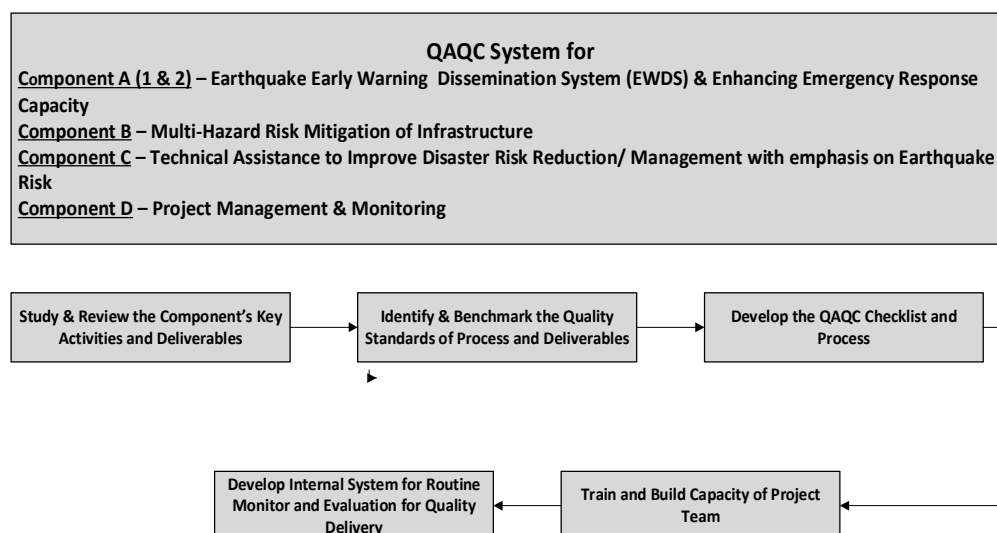 QAQC System for
Component A (1 & 2) – Earthquake Early Warning Dissemination System (EWDS) & Enhancing Emergency Response
Capacity
Component B – Multi-Hazard Risk Mitigation of Infrastructure
Component C – Technical Assistance to Improve Disaster Risk Reduction/ Management with emphasis on Earthquake
Risk
Component D – Project Management & Monitoring
Study & Review the Component's Key
Activities and Deliverables
Identify & Benchmark the Quality
Standards of Process and Deliverables
Develop the QAQC Checklist and
Process
Develop Internal System for Routine
Monitor and Evaluation for Quality
Delivery
Train and Build Capacity of Project
Team